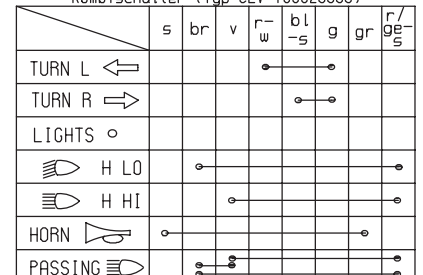 s br v r-w bl-s g gr r/ge-s
TURN L
TURN R
LIGHTS
H LO
H HI
HORN
PASSING